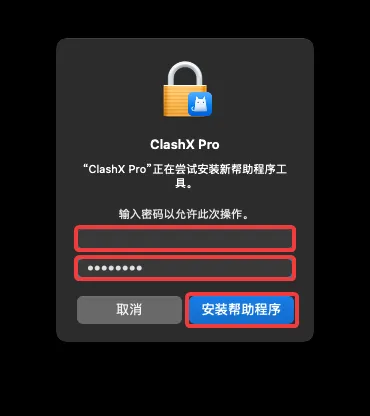 ClashX Pro
“ClashX Pro”正在尝试安装新帮助程序工
具。
输入密码以允许此次操作。
••••••••
取消
安装帮助程序